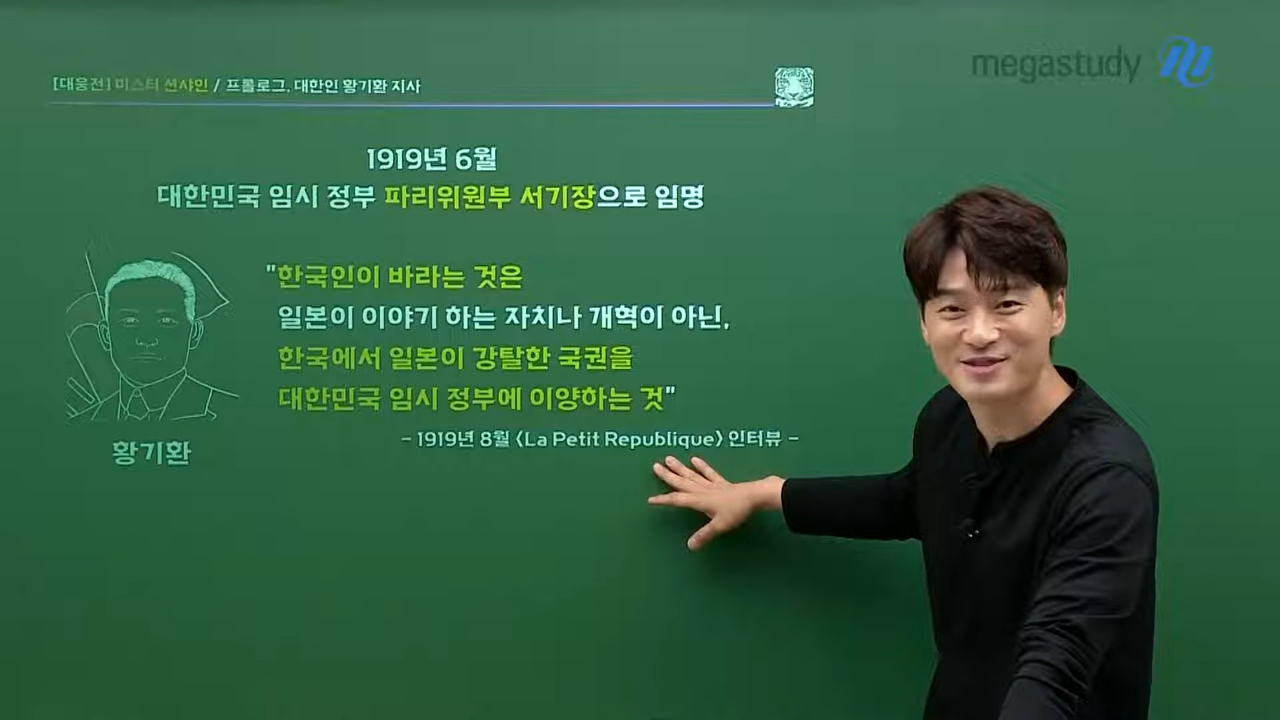 megastudy
[대웅전] 미스터 션샤인 / 프롤로그. 대한인 황기환 지사
1919년 6월
대한민국 임시 정부 파리위원부 서기장으로 임명
"한국인이 바라는 것은
일본이 이야기 하는 자치나 개혁이 아닌,
한국에서 일본이 강탈한 국권을
대한민국 임시 정부에 이양하는 것"
- 1919년 8월 <La Petit Republique> 인터뷰 -
황기환